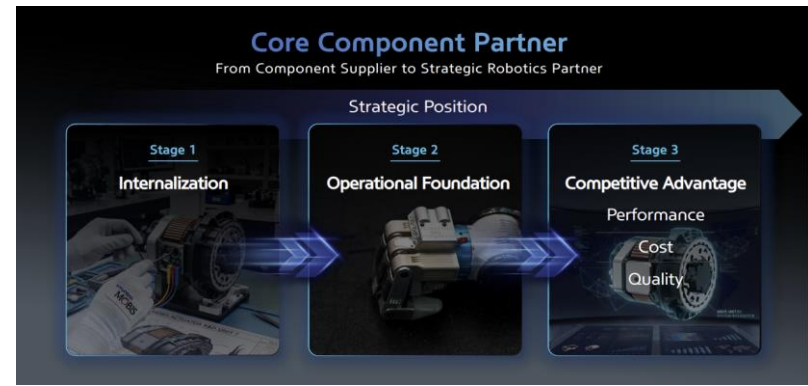 Core Component Partner
From Component Supplier to Strategic Robotics Partner
Strategic Position
Stage 1
Internalization
MOBIS
Stage 2
Operational Foundation
Stage 3
Competitive Advantage
Performance
Cost
Quality